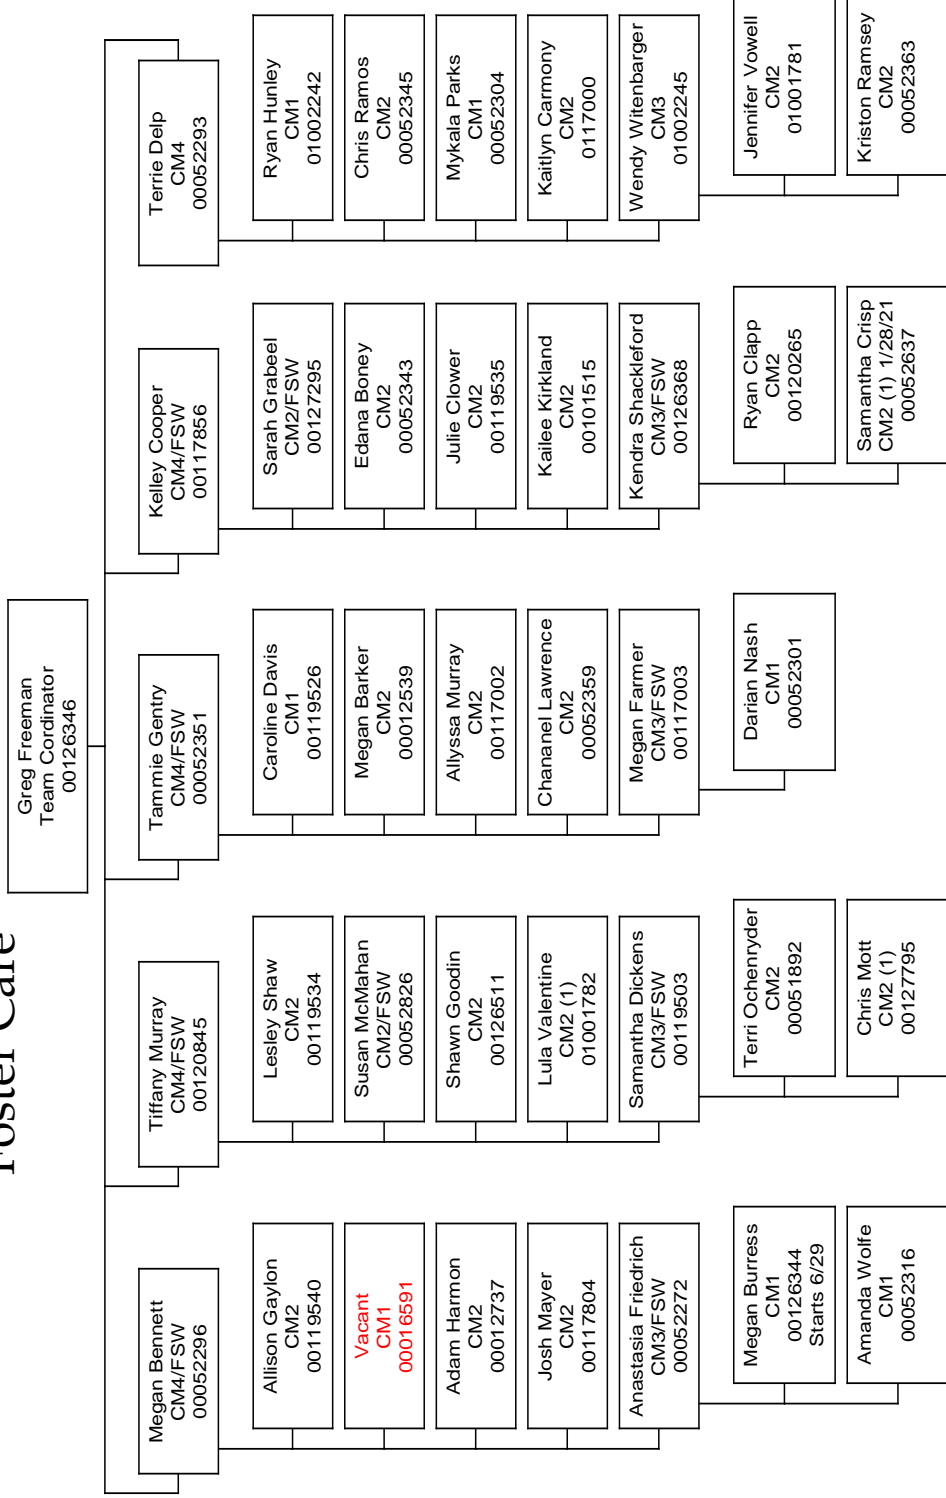 Foster Care
Greg Freeman
Team Cordinator
00126346
Megan Bennett
CM4/FSW
00052296
Allison Gaylon
CM2
00119540
Vacant
CM1
00016591
Adam Harmon
CM2
00012737
Josh Mayer
CM2
00117804
Anastasia Friedrich
CM3/FSW
00052272
Megan Burress
CM1
00126344
Starts 6/29
Amanda Wolfe
CM1
00052316
Tiffany Murray
CM4/FSW
00120845
Lesley Shaw
CM2
00119534
Susan McMahan
CM2/FSW
00052826
Shawn Goodin
CM2
00126511
Lula Valentine
CM2 (1)
01001782
Samantha Dickens
CM3/FSW
00119503
Terri Ochenryder
CM2
00051892
Chris Mott
CM2 (1)
00127795
Tammie Gentry
CM4/FSW
00052351
Caroline Davis
CM1
00119526
Megan Barker
CM2
00012539
Allyssa Murray
CM2
00117002
Chananel Lawrence
CM2
00052359
Megan Farmer
CM3/FSW
00117003
Darian Nash
CM1
00052301
Kelley Cooper
CM4/FSW
00117856
Sarah Grabeel
CM2/FSW
00127295
Edana Boney
CM2
00052343
Julie Clower
CM2
00119535
Kailee Kirkland
CM2
00101515
Kendra Shackleford
CM3/FSW
00126368
Ryan Clapp
CM2
00120265
Samantha Crisp
CM2 (1) 1/28/21
00052637
Terrie Delp
CM4
00052293
Ryan Hunley
CM1
01002242
Chris Ramos
CM2
00052345
Mykala Parks
CM1
00052304
Kaitlyn Carmony
CM2
01117000
Wendy Witenbarger
CM3
01002245
Jennifer Vowell
CM2
01001781
Kriston Ramsey
CM2
00052363